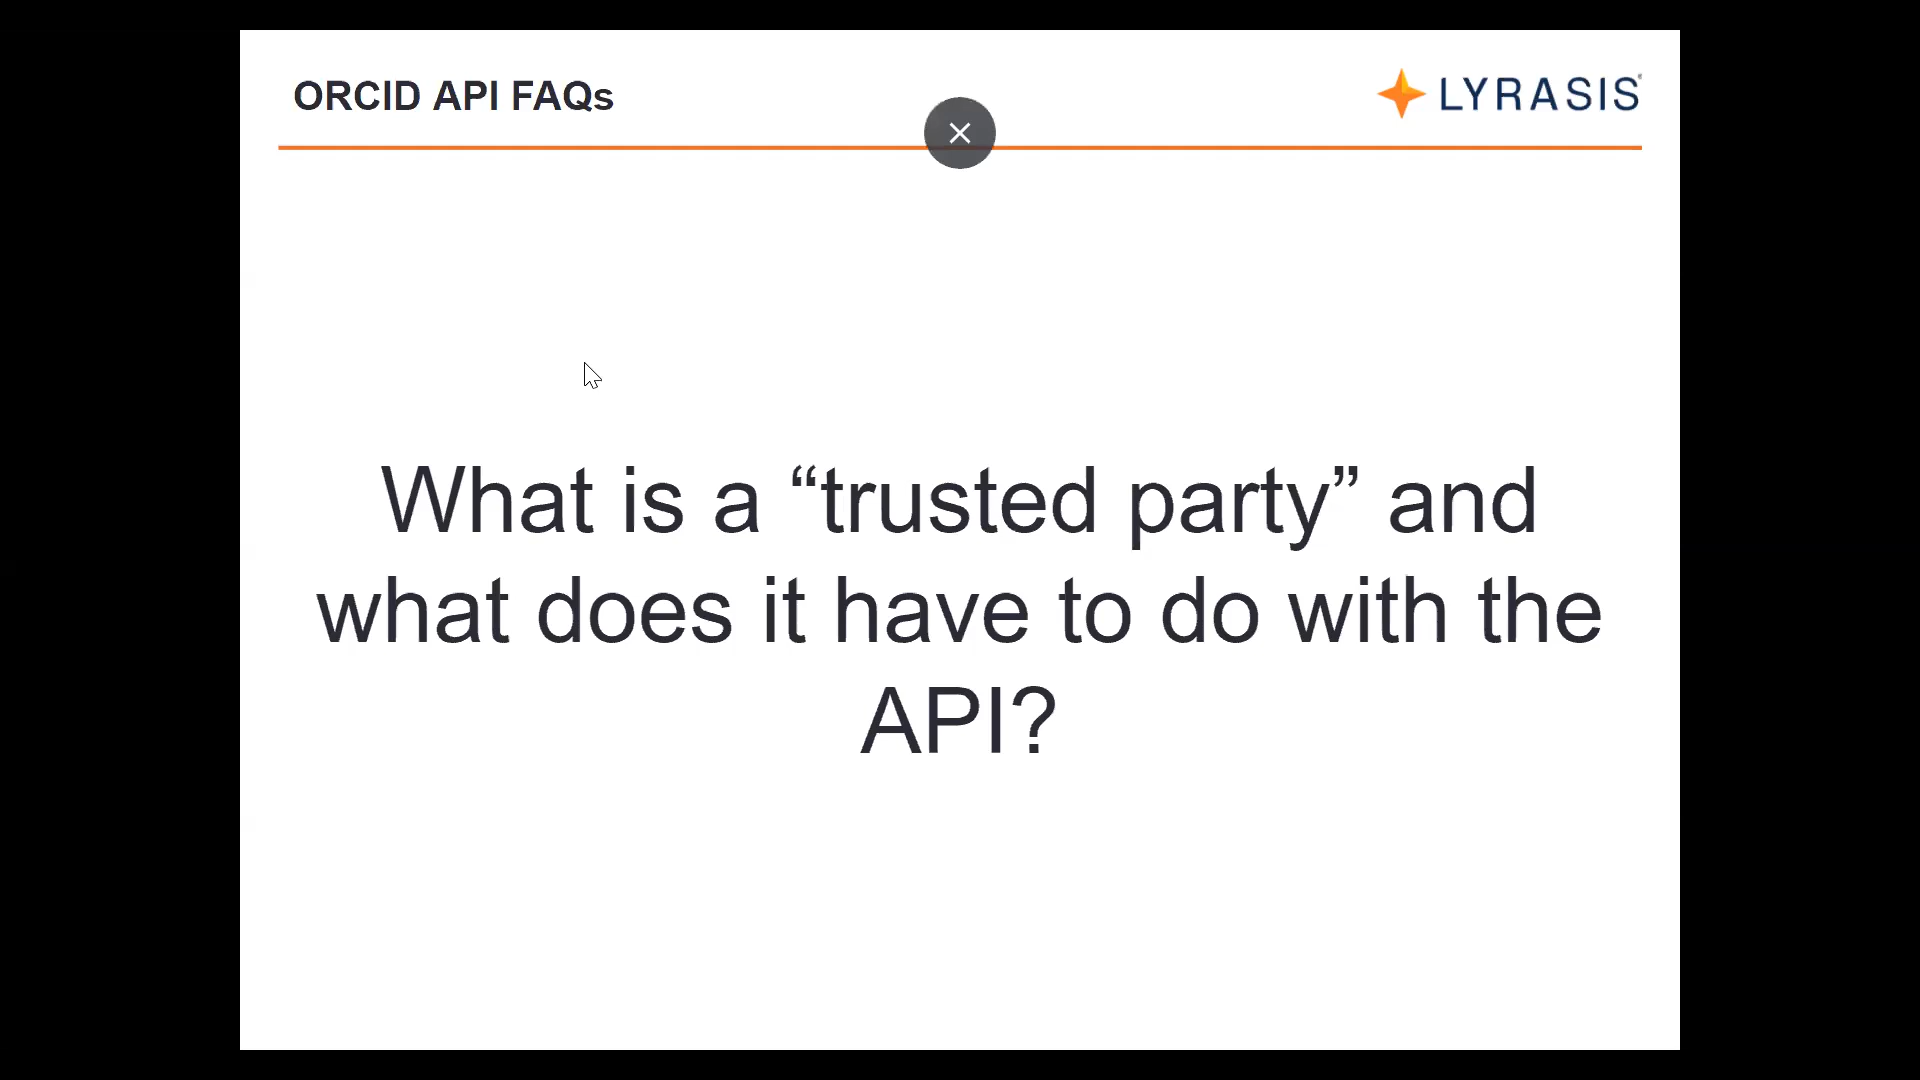 ORCID API FAQs
LYRASIS
What is a “trusted party” and
what does it have to do with the
API?